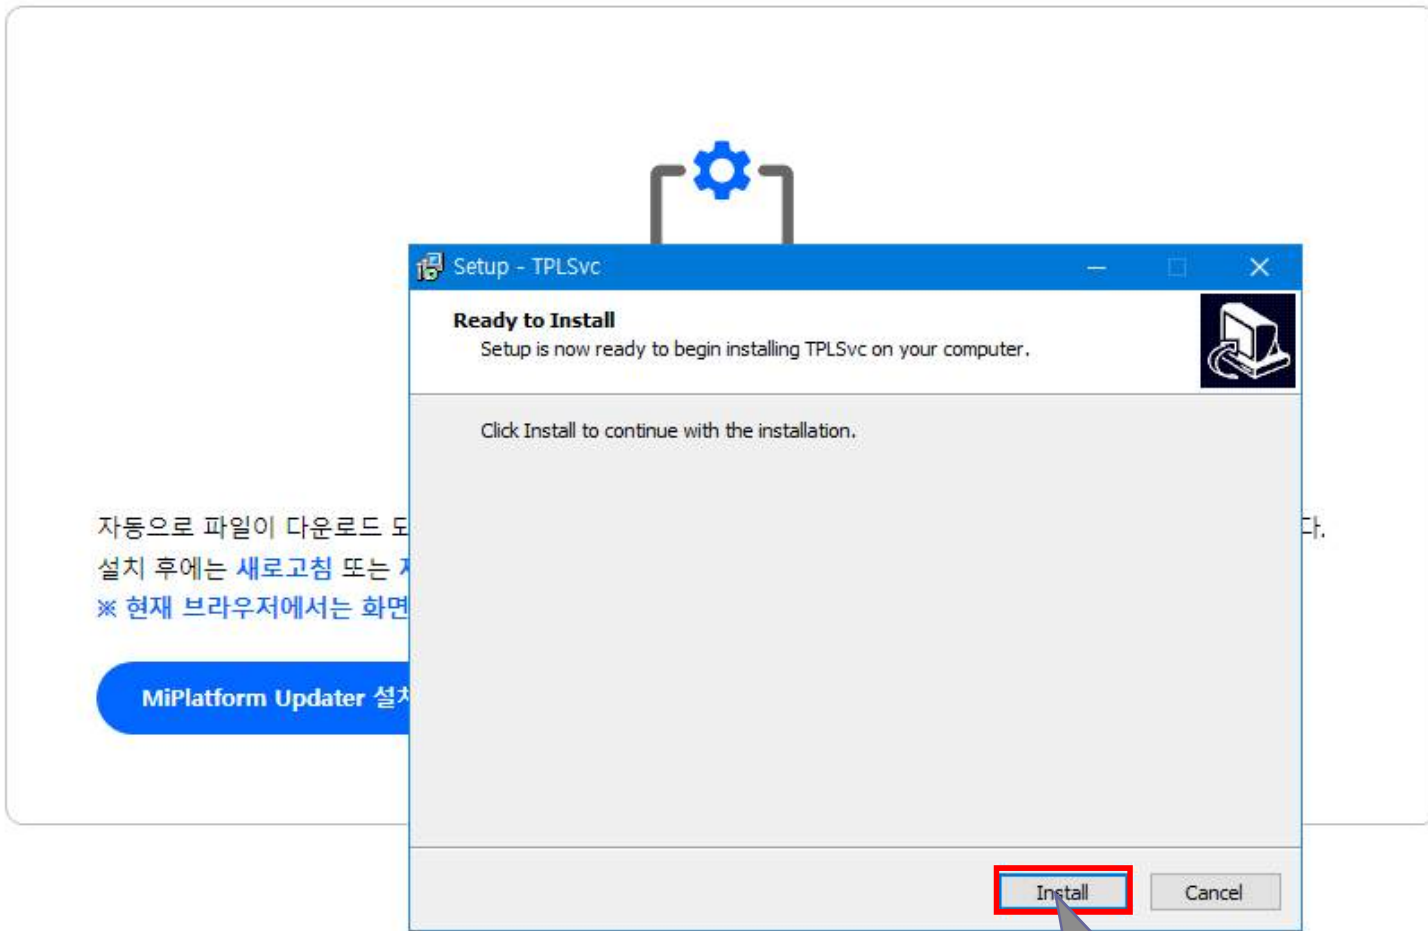 Setup - TPLSvc
Ready to Install
Setup is now ready to begin installing TPLSvc on your computer.
Click Install to continue with the installation.
자동으로 파일이 다운로드
다.
설치 후에는 새로고침 또는
※ 현재 브라우저에서는 화면
MiPlatform Updater 설치
Install
Cancel